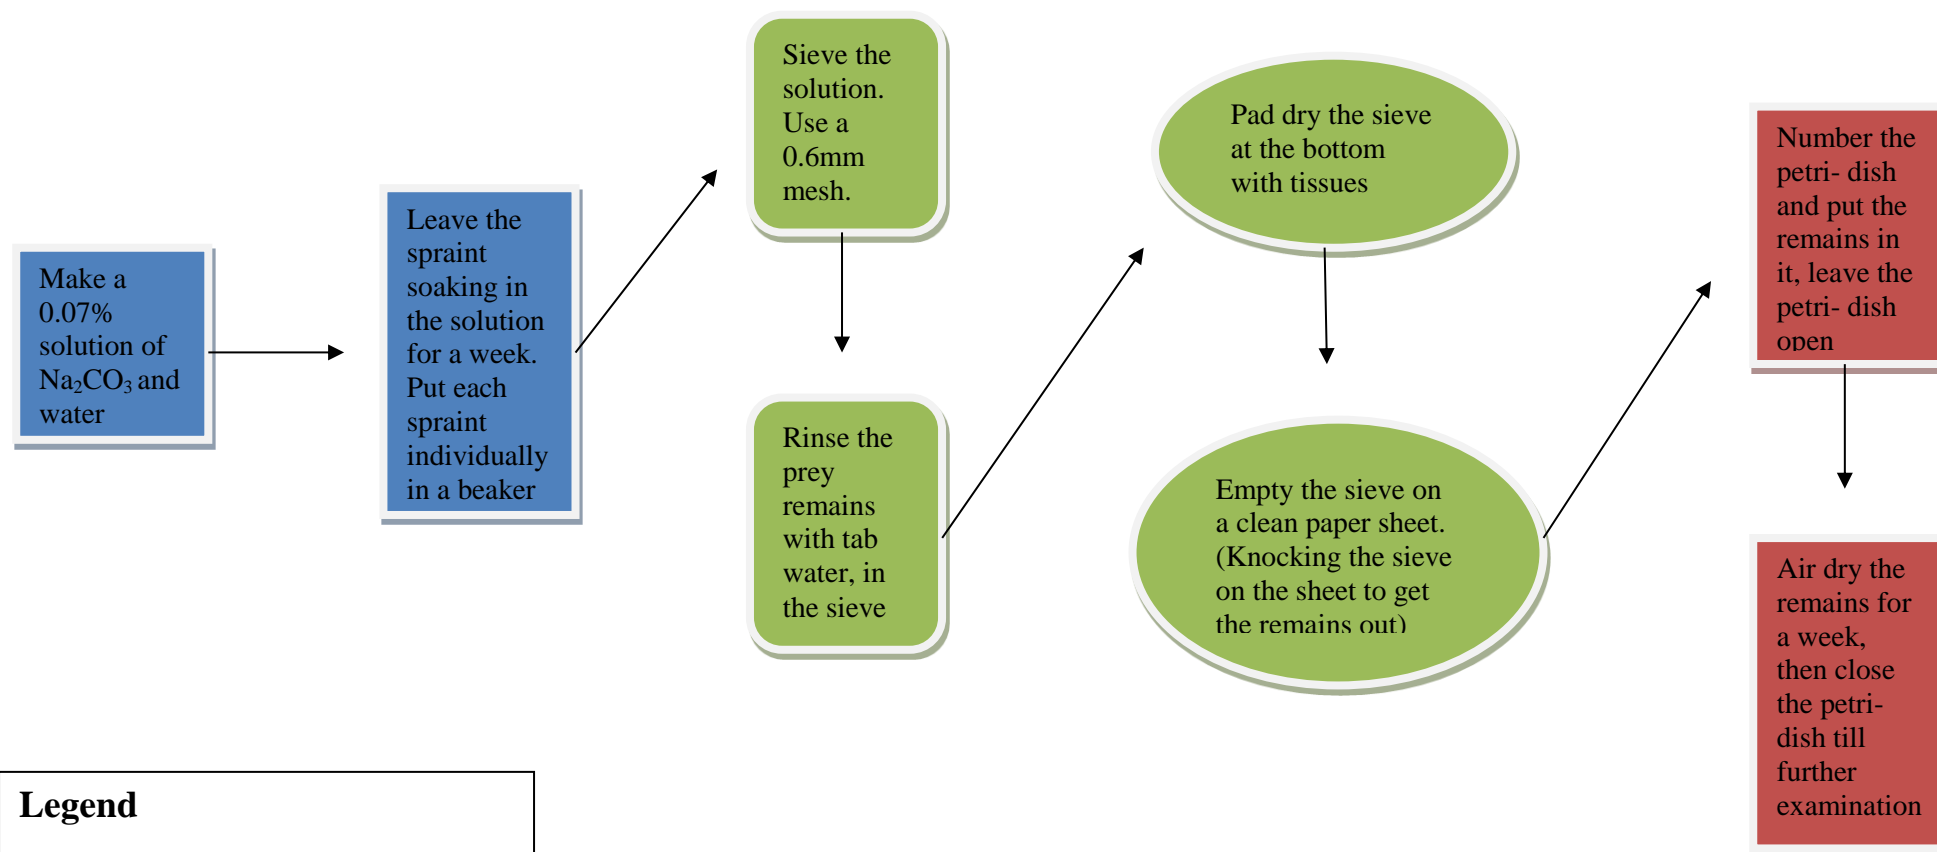 Make a
0.07%
solution of
Na₂CO₃ and
water
Leave the
spraint
soaking in
the solution
for a week.
Put each
spraint
individually
in a beaker
Sieve the
solution.
Use a
0.6mm
mesh.
Rinse the
prey
remains
with tab
water, in
the sieve
Pad dry the sieve
at the bottom
with tissues
Empty the sieve on
a clean paper sheet.
(Knocking the sieve
on the sheet to get
the remains out)
Number the
petri- dish
and put the
remains in
it, leave the
petri- dish
open
Air dry the
remains for
a week,
then close
the petri-
dish till
further
examination
Legend